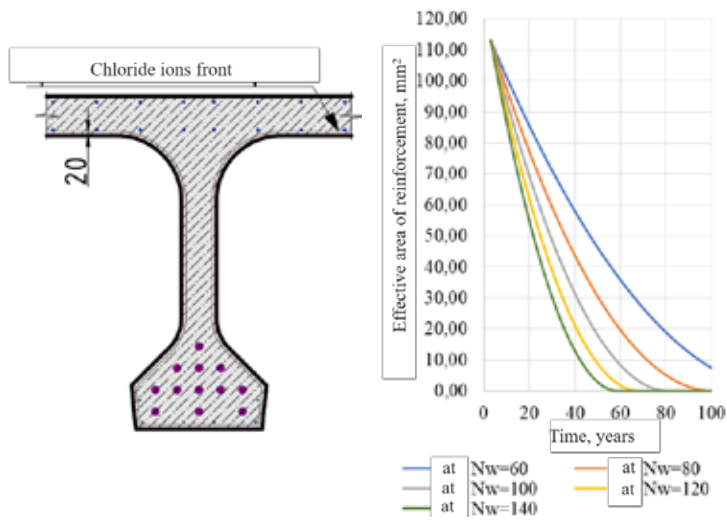 Chloride ions front
20
Effective area of reinforcement, mm²
120,00
110,00
100,00
90,00
80,00
70,00
60,00
50,00
40,00
30,00
20,00
10,00
0,00
0 20 40 60 80 100
Time, years
at Nw=60
at Nw=80
at Nw=100
at Nw=120
at Nw=140